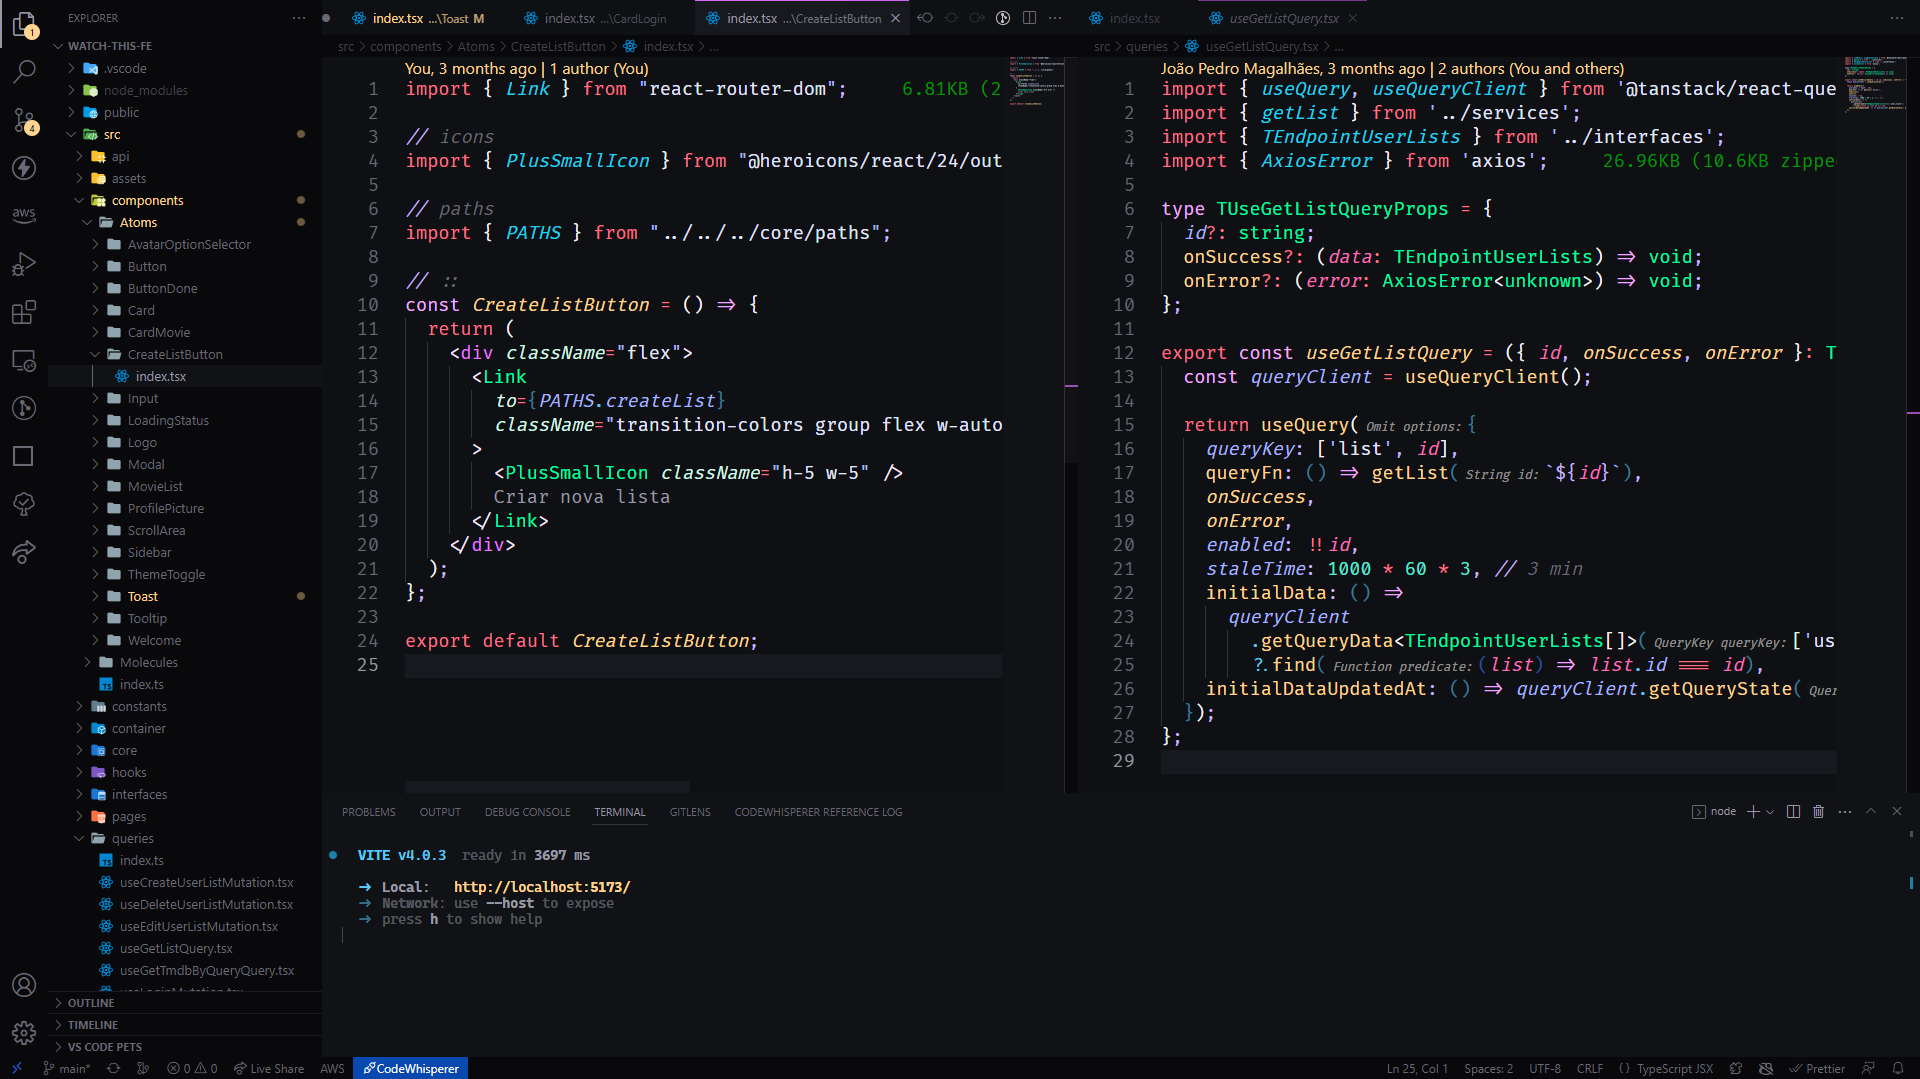 EXPLORER
WATCH-THIS-FE
.vscode
node_modules
public
src
api
assets
components
Atoms
AvatarOptionSelector
Button
ButtonDone
Card
CardMovie
CreateListButton
index.tsx
Input
LoadingStatus
Logo
Modal
MovieList
ProfilePicture
ScrollArea
Sidebar
ThemeToggle
Toast
Tooltip
Welcome
Molecules
index.ts
constants
container
core
hooks
interfaces
pages
queries
index.ts
useCreateUserListMutation.tsx
useDeleteUserListMutation.tsx
useEditUserListMutation.tsx
useGetListQuery.tsx
useGetTmdbByQueryQuery.tsx
OUTLINE
TIMELINE
VS CODE PETS
1
4
aws
index.tsx ...\Toast M
index.tsx ...\CardLogin
index.tsx ...\CreateListButton
src > components > Atoms > CreateListButton > index.tsx > ...
You, 3 months ago | 1 author (You)
1 import { Link } from "react-router-dom"; 6.81KB (2
2
3 // icons
4 import { PlusSmallIcon } from "@heroicons/react/24/out
5
6 // paths
7 import { PATHS } from "../../../core/paths";
8
9 // ::
10 const CreateListButton = () => {
11 return (
12 <div className="flex">
13 <Link
14 to={PATHS.createList}
15 className="transition-colors group flex w-auto
16 >
17 <PlusSmallIcon className="h-5 w-5" />
18 Criar nova lista
19 </Link>
20 </div>
21 );
22 };
23
24 export default CreateListButton;
25
index.tsx
useGetListQuery.tsx
src > queries > useGetListQuery.tsx > ...
João Pedro Magalhães, 3 months ago | 2 authors (You and others)
1 import { useQuery, useQueryClient } from '@tanstack/react-que
2 import { getList } from '../services';
3 import { TEndpointUserLists } from '../interfaces';
4 import { AxiosError } from 'axios'; 26.96KB (10.6KB zippe
5
6 type TUseGetListQueryProps = {
7 id?: string;
8 onSuccess?: (data: TEndpointUserLists) => void;
9 onError?: (error: AxiosError<unknown>) => void;
10 };
11
12 export const useGetListQuery = ({ id, onSuccess, onError }: T
13 const queryClient = useQueryClient();
14
15 return useQuery( Omit options: {
16 queryKey: ['list', id],
17 queryFn: () => getList( String id: `${id}`),
18 onSuccess,
19 onError,
20 enabled: !!id,
21 staleTime: 1000 * 60 * 3, // 3 min
22 initialData: () =>
23 queryClient
24 .getQueryData<TEndpointUserLists[]>( QueryKey queryKey: ['us
25 ?.find( Function predicate: (list) => list.id === id),
26 initialDataUpdatedAt: () => queryClient.getQueryState( Quer
27 });
28 };
29
PROBLEMS OUTPUT DEBUG CONSOLE TERMINAL GITLENS CODEWHISPERER REFERENCE LOG
node
VITE v4.0.3 ready in 3697 ms
➜ Local: http://localhost:5173/
➜ Network: use --host to expose
➜ press h to show help
main* 0 0 Live Share AWS CodeWhisperer
Ln 25, Col 1 Spaces: 2 UTF-8 CRLF { } TypeScript JSX Prettier